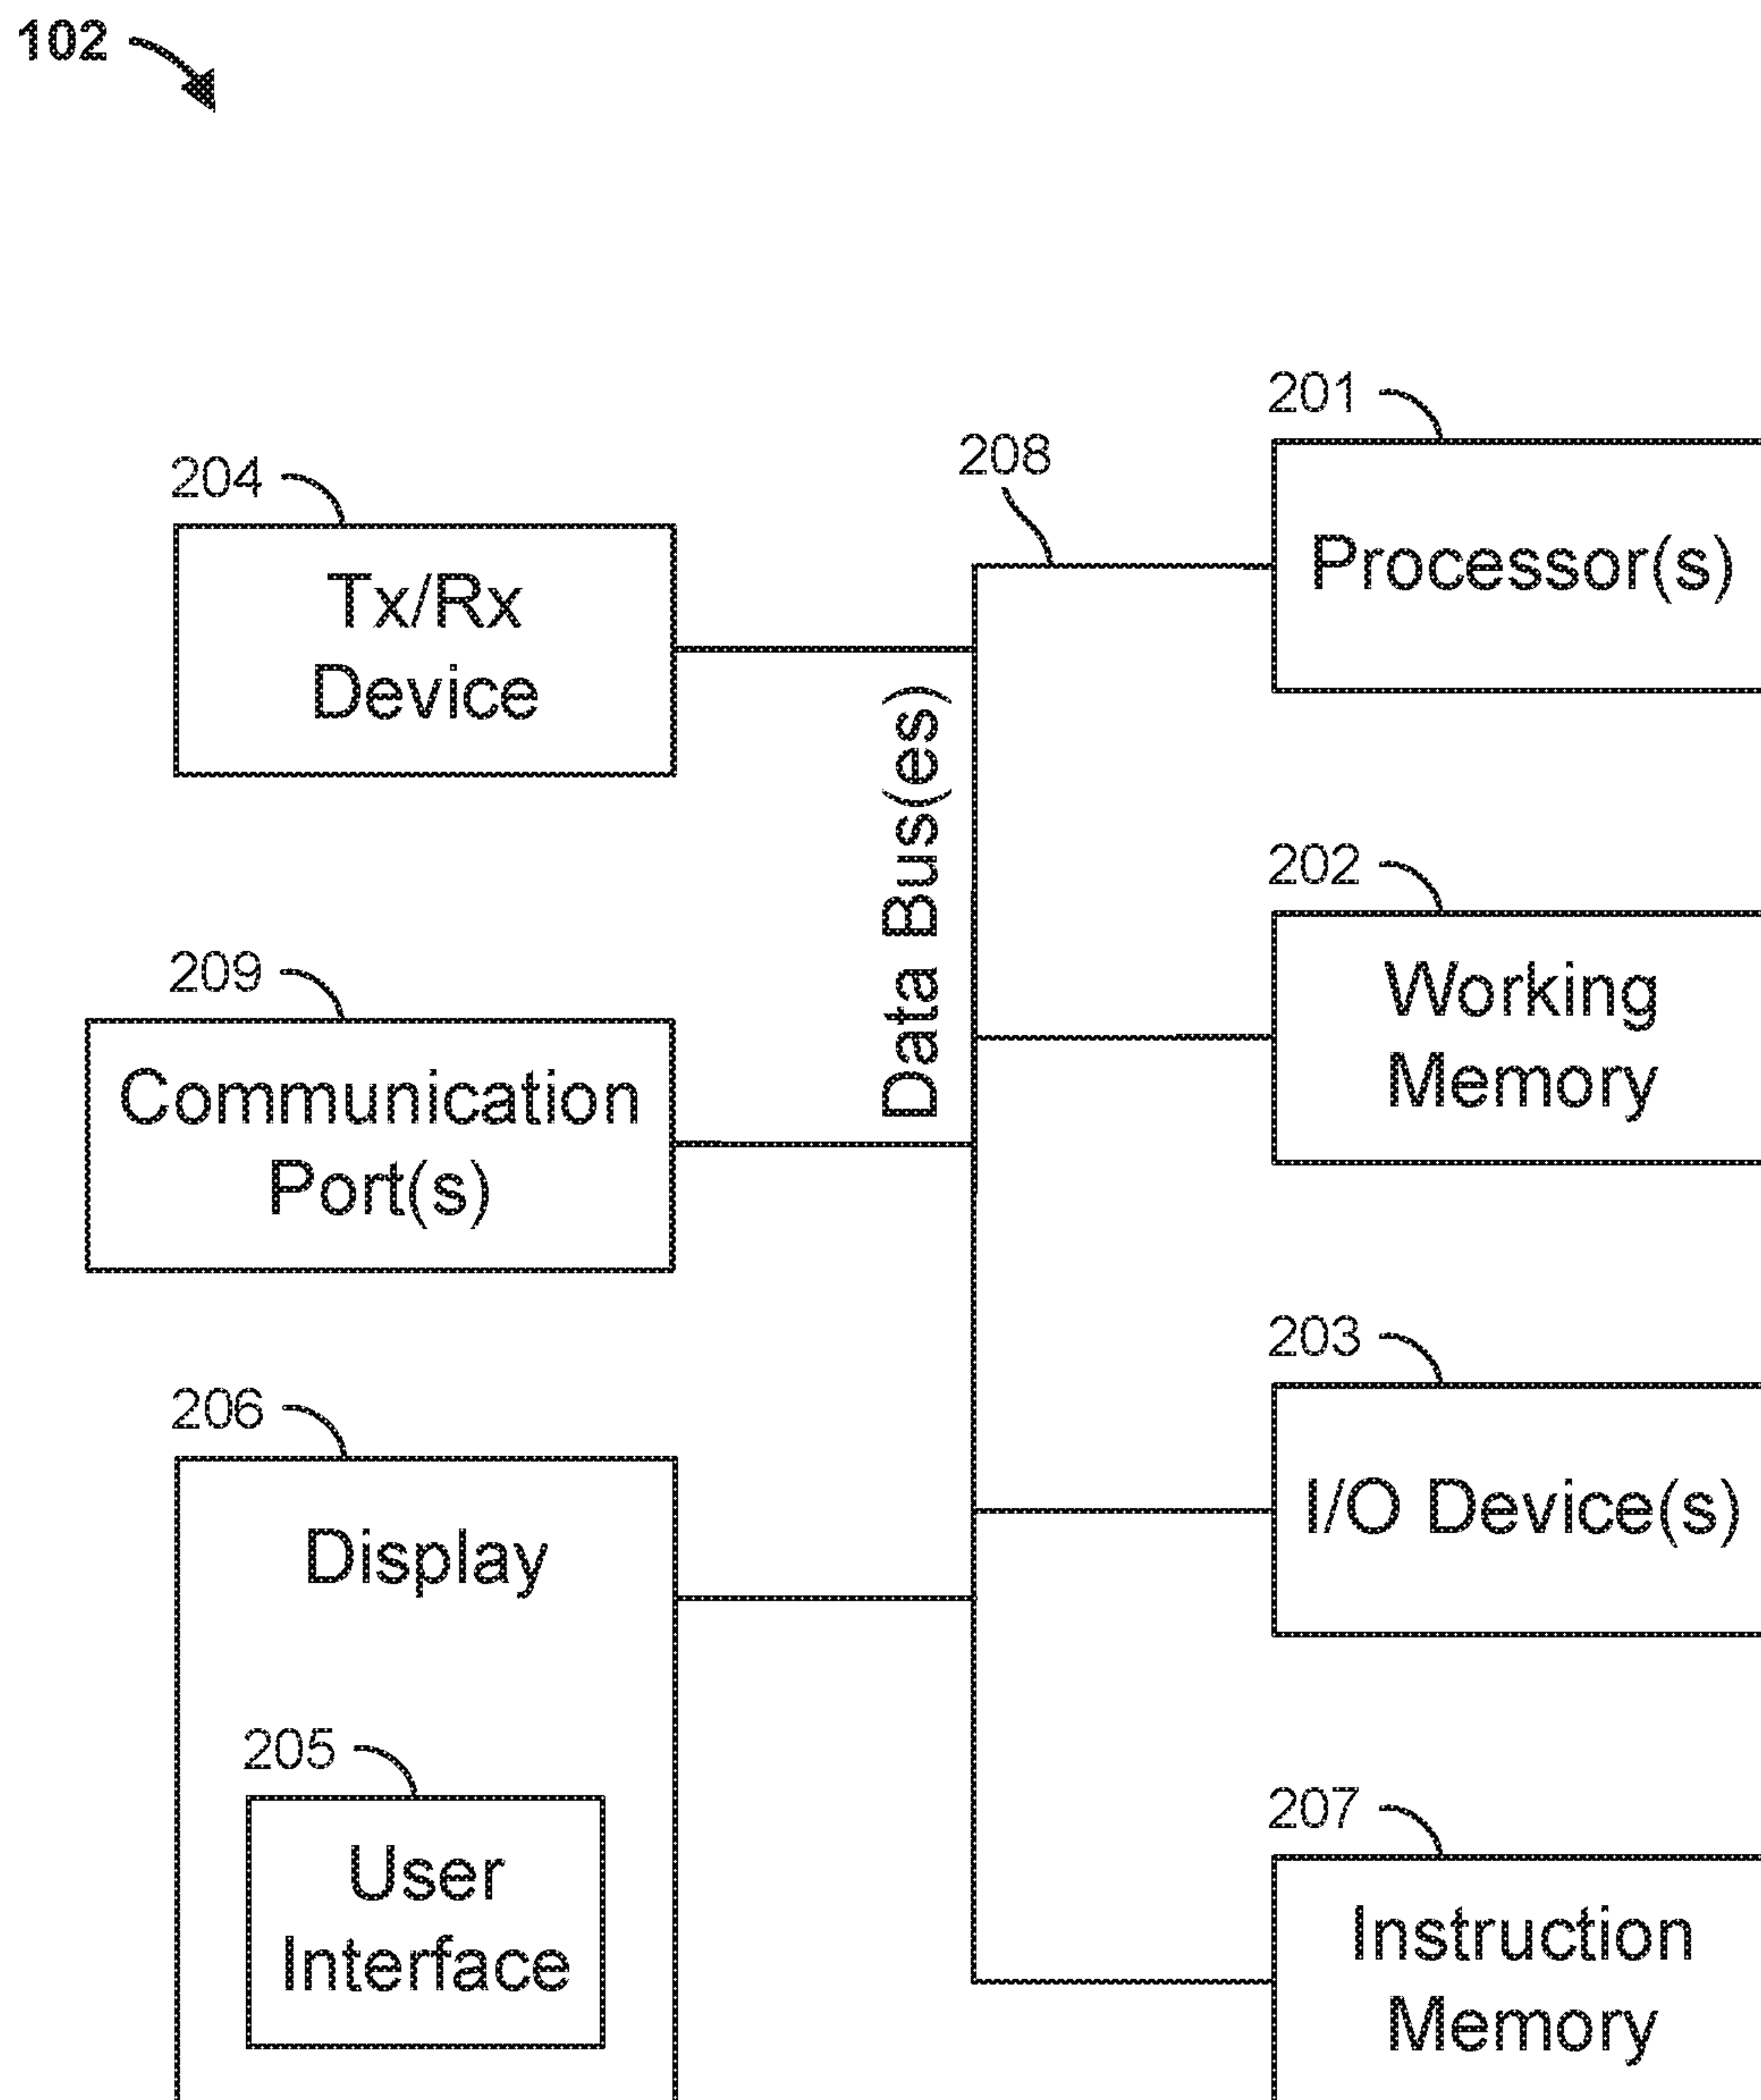 102
201
Processor(s)
208
204
Tx/Rx
Device
Data Bus(es)
202
Working
Memory
209
Communication
Port(s)
203
I/O Device(s)
206
Display
205
User
Interface
207
Instruction
Memory